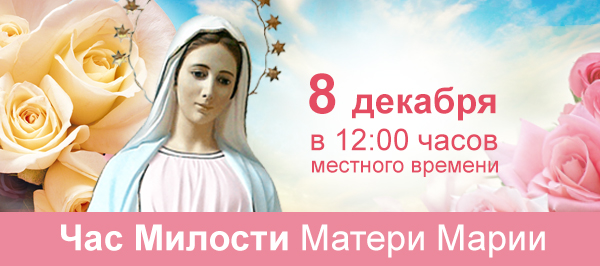 8 декабря
в 12:00 часов
местного времени
Час Милости Матери Марии